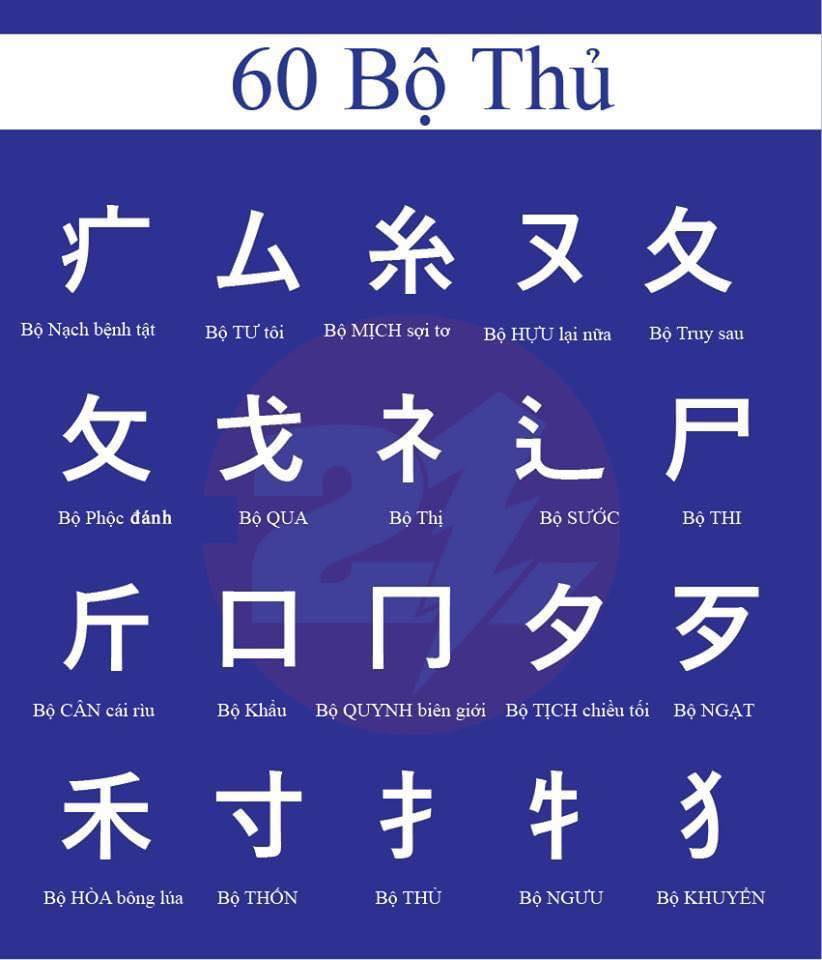 60 Bộ Thủ
疒 厶 糸 ヌ 夂
Bộ Nạch bệnh tật Bộ TƯ tôi Bộ MỊCH sợi tơ Bộ HỰU lại nữa Bộ Truy sau
攵 戈 礻 辶 尸
Bộ Phộc đánh Bộ QUA Bộ Thị Bộ SƯỚC Bộ THI
斤 口 冂 夕 歹
Bộ CÂN cái rìu Bộ Khẩu Bộ QUYNH biên giới Bộ TỊCH chiều tối Bộ NGẠT
禾 寸 扌 牜 犭
Bộ HÒA bông lúa Bộ THỐN Bộ THỦ Bộ NGƯU Bộ KHUYỂN